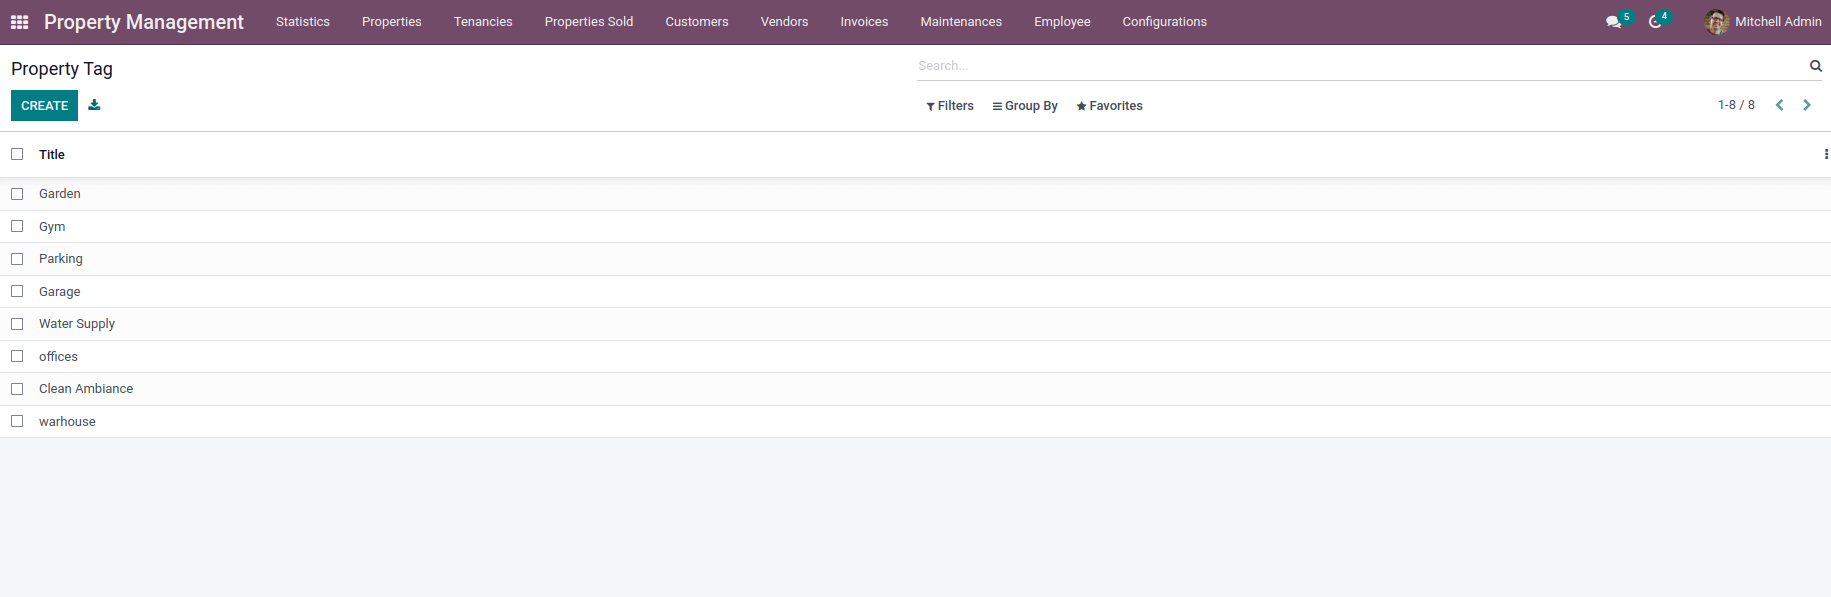 Property Management Statistics Properties Tenancies Properties Sold Customers Vendors Invoices Maintenances Employee Configurations 5 4 Mitchell Admin
Property Tag
Search...
CREATE
Filters Group By Favorites 1-8 / 8
Title
Garden
Gym
Parking
Garage
Water Supply
offices
Clean Ambiance
warhouse